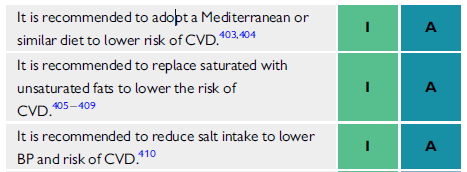 It is recommended to adopt a Mediterranean or
similar diet to lower risk of CVD.403,404
I
A
It is recommended to replace saturated with
unsaturated fats to lower the risk of
CVD.405–409
I
A
It is recommended to reduce salt intake to lower
BP and risk of CVD.410
I
A